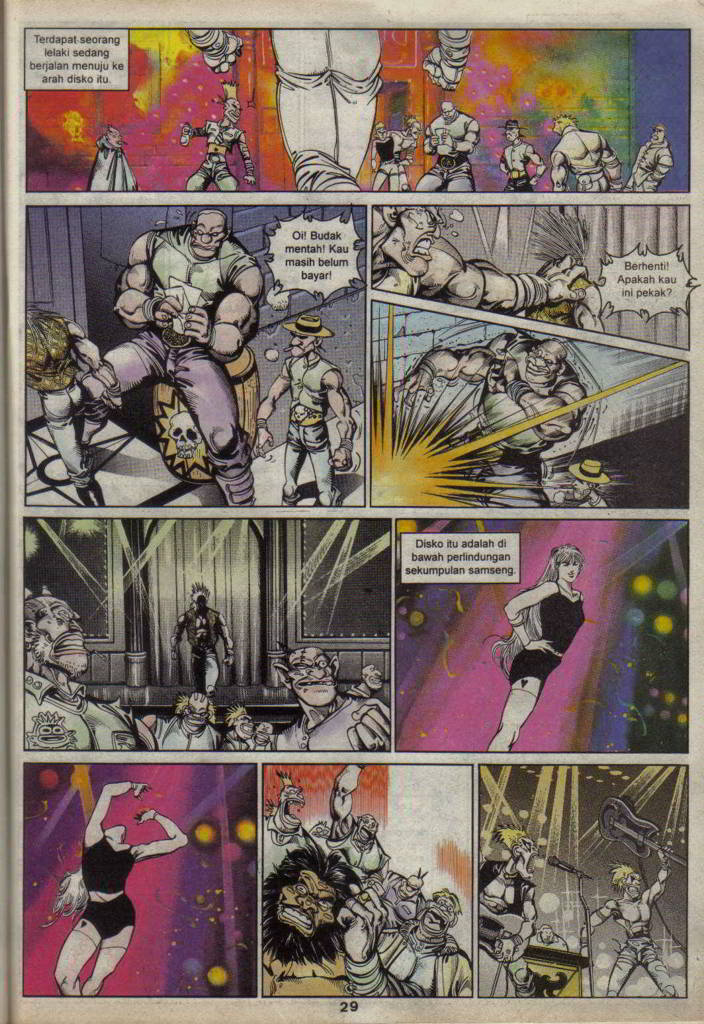 Terdapat seorang
lelaki sedang
berjalan menuju ke
arah disko itu.
Oi! Budak
mentah! Kau
masih belum
bayar!
Berhenti!
Apakah kau
ini pekak?
Disko itu adalah di
bawah perlindungan
sekumpulan samseng.
29